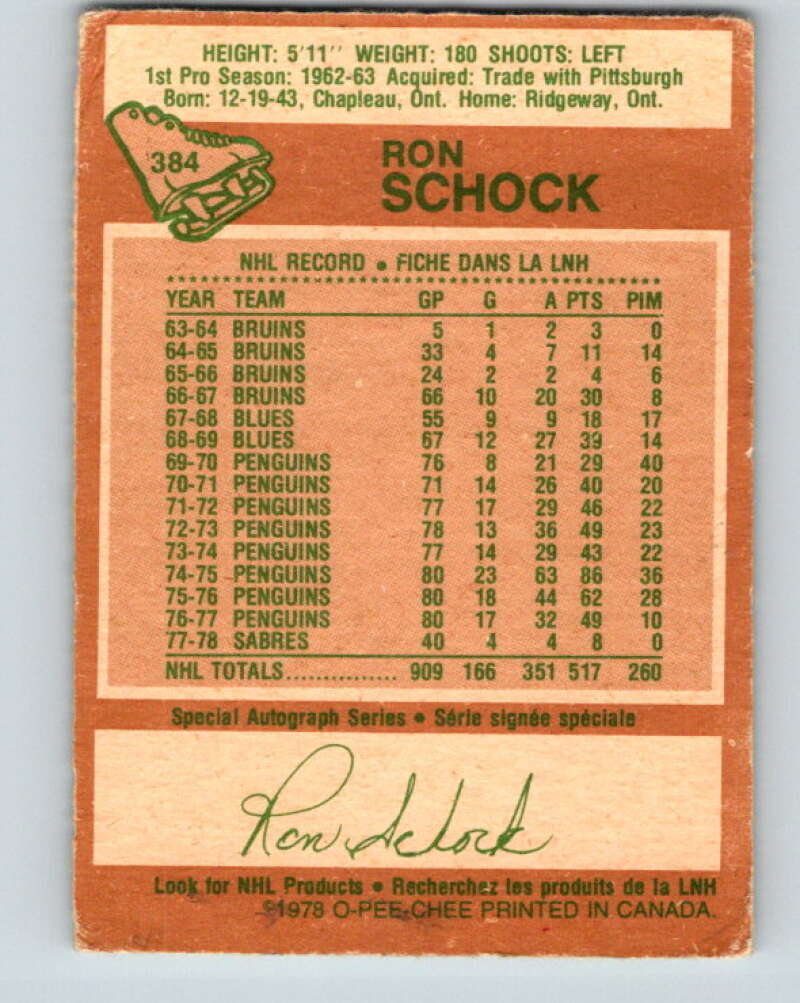 HEIGHT: 5'11'' WEIGHT: 180 SHOOTS: LEFT
1st Pro Season: 1962-63 Acquired: Trade with Pittsburgh
Born: 12-19-43, Chapleau, Ont. Home: Ridgeway, Ont.
384
RON
SCHOCK
NHL RECORD • FICHE DANS LA LNH
YEAR TEAM GP G A PTS PIM
63-64 BRUINS 5 1 2 3 0
64-65 BRUINS 33 4 7 11 14
65-66 BRUINS 24 2 2 4 6
66-67 BRUINS 66 10 20 30 8
67-68 BLUES 55 9 9 18 17
68-69 BLUES 67 12 27 39 14
69-70 PENGUINS 76 8 21 29 40
70-71 PENGUINS 71 14 26 40 20
71-72 PENGUINS 77 17 29 46 22
72-73 PENGUINS 78 13 36 49 23
73-74 PENGUINS 77 14 29 43 22
74-75 PENGUINS 80 23 63 86 36
75-76 PENGUINS 80 18 44 62 28
76-77 PENGUINS 80 17 32 49 10
77-78 SABRES 40 4 4 8 0
NHL TOTALS............... 909 166 351 517 260
Special Autograph Series • Série signée spéciale
Ron Schock
Look for NHL Products • Recherchez les produits de la LNH
©1978 O-PEE-CHEE PRINTED IN CANADA.